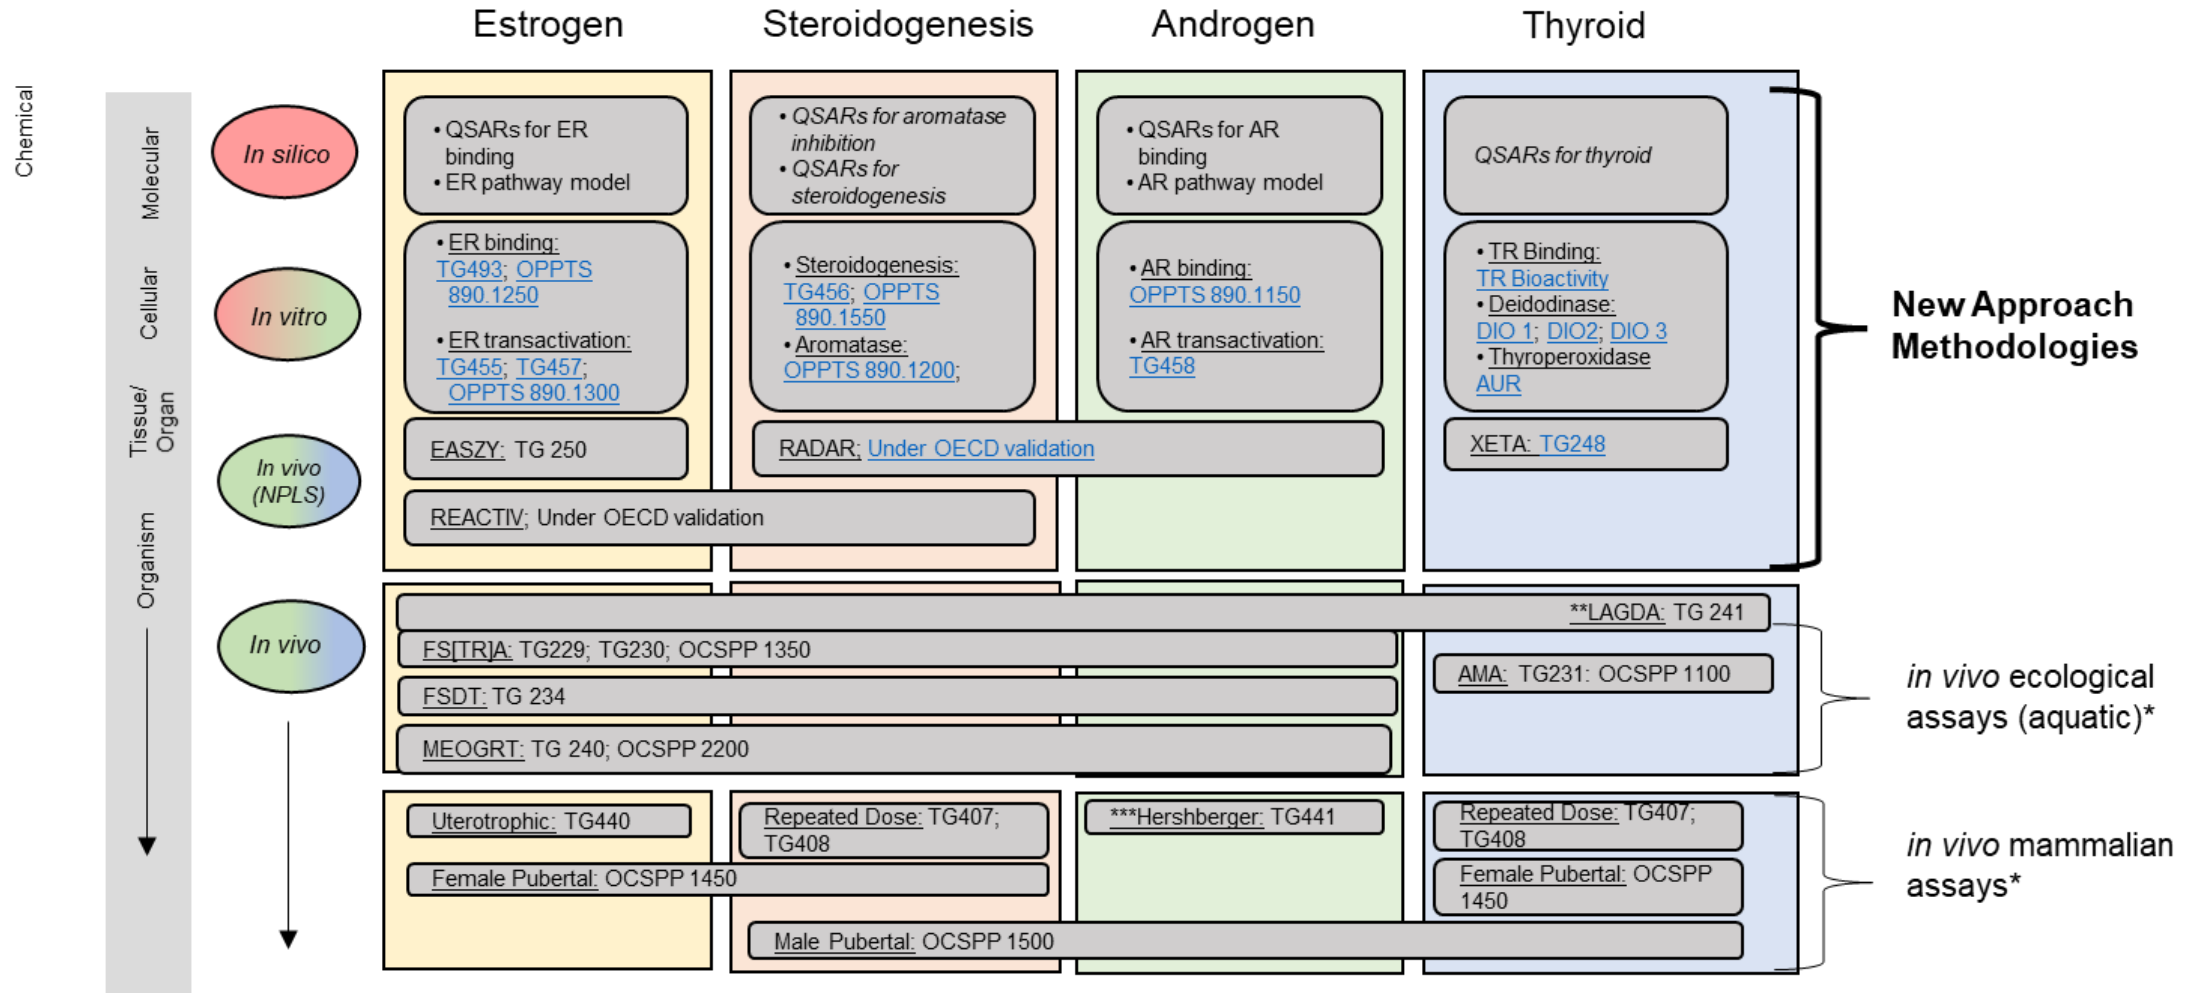 Estrogen
Steroidogenesis
Androgen
Thyroid
Chemical
Molecular
Cellular
Tissue/
Organ
Organism
In silico
• QSARs for ER
binding
• ER pathway model
• QSARs for aromatase
inhibition
• QSARs for
steroidogenesis
• QSARs for AR
binding
• AR pathway model
QSARs for thyroid
In vitro
• ER binding:
TG493; OPPTS
890.1250
• ER transactivation:
TG455; TG457;
OPPTS 890.1300
• Steroidogenesis:
TG456; OPPTS
890.1550
• Aromatase:
OPPTS 890.1200;
• AR binding:
OPPTS 890.1150
• AR transactivation:
TG458
• TR Binding:
TR Bioactivity
• Deidodinase:
DIO 1; DIO2; DIO 3
• Thyroperoxidase
AUR
New Approach
Methodologies
In vivo
(NPLS)
EASZY: TG 250
RADAR; Under OECD validation
XETA: TG248
REACTIV; Under OECD validation
In vivo
**LAGDA: TG 241
FS[TR]A: TG229; TG230; OCSPP 1350
AMA: TG231: OCSPP 1100
FSDT: TG 234
MEOGRT: TG 240; OCSPP 2200
in vivo ecological
assays (aquatic)*
Uterotrophic: TG440
Repeated Dose: TG407;
TG408
***Hershberger: TG441
Repeated Dose: TG407;
TG408
Female Pubertal: OCSPP 1450
Female Pubertal: OCSPP
1450
Male Pubertal: OCSPP 1500
in vivo mammalian
assays*